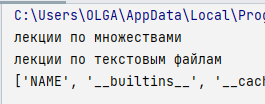 C:\Users\OLGA\AppData\Local\Prog
лекции по множествами
лекции по текстовым файлам
['NAME', '__builtins__', '__cach